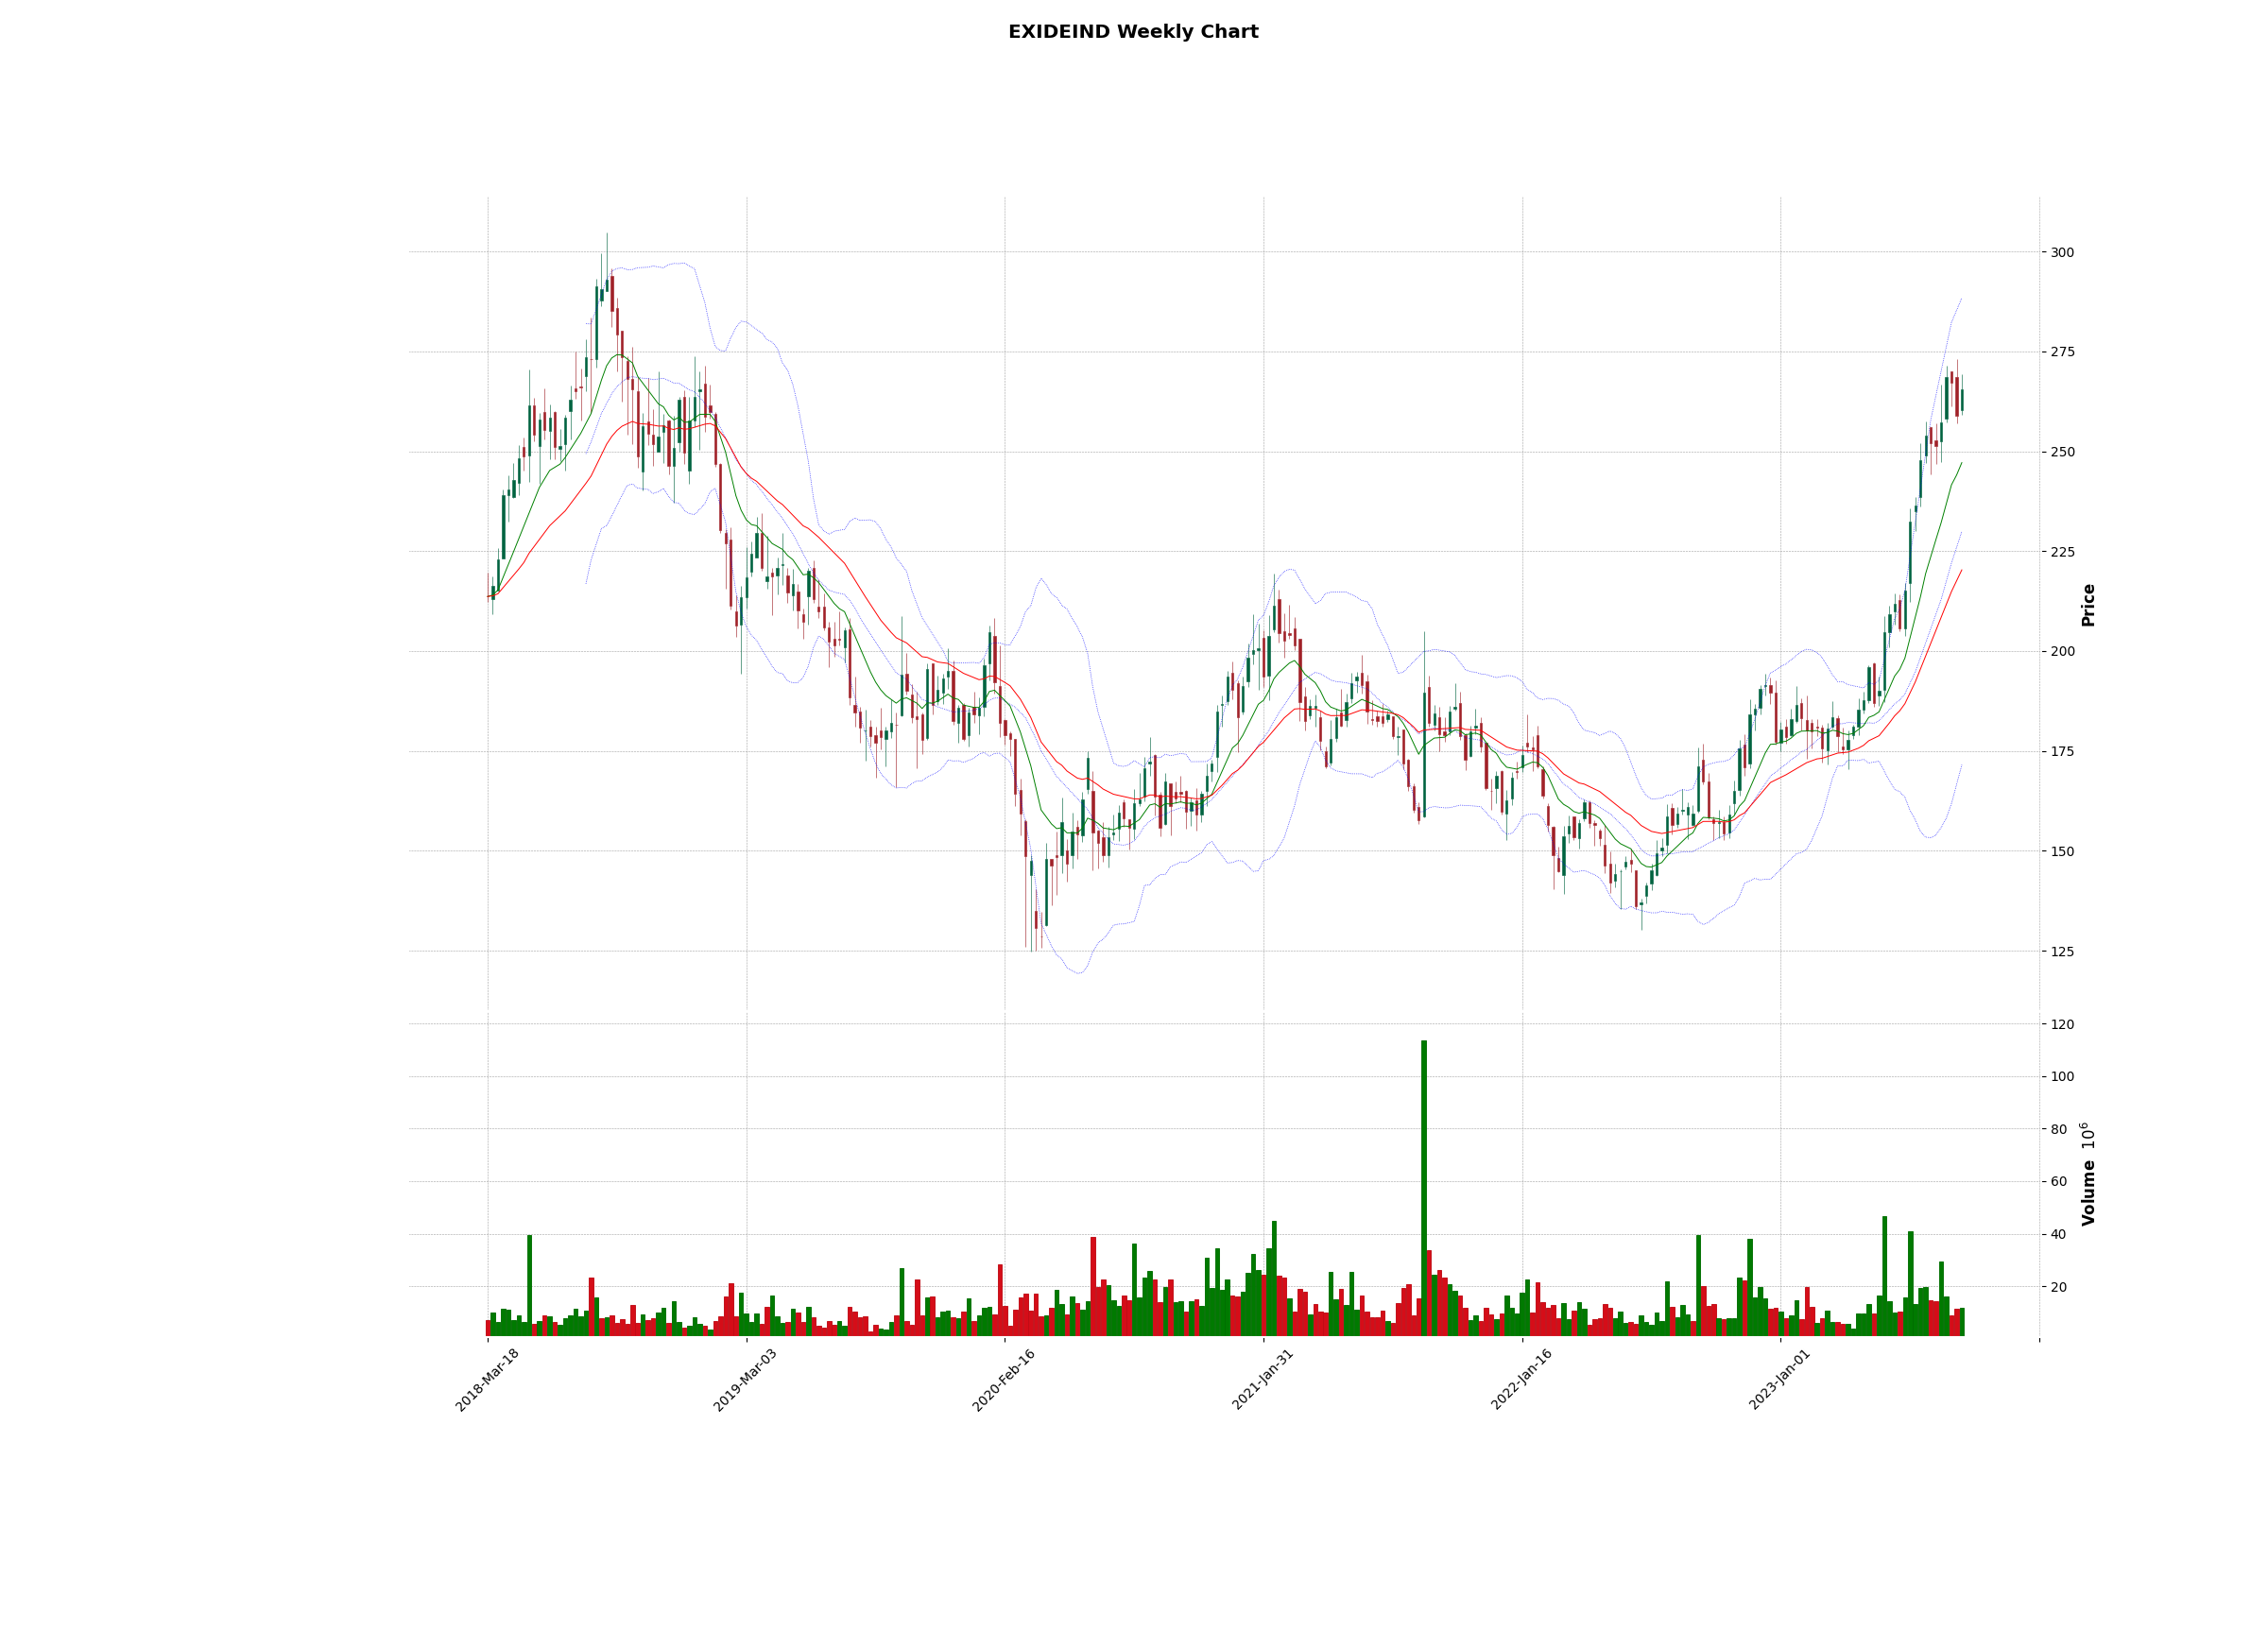 EXIDEIND Weekly Chart
300
275
250
225
200
175
150
125
Price
120
100
80
60
40
20
Volume 10^6
2018-Mar-18
2019-Mar-03
2020-Feb-16
2021-Jan-31
2022-Jan-16
2023-Jan-01